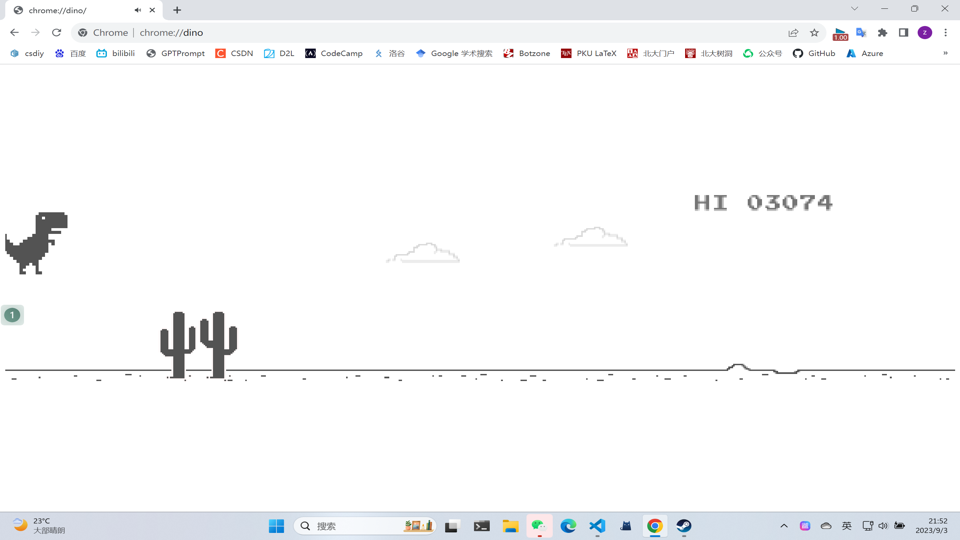 chrome://dino/
Chrome | chrome://dino
1.00
z
csdiy 百度 bilibili GPTPrompt CSDN D2L CodeCamp 洛谷 Google 学术搜索 Botzone PKU LaTeX 北大门户 北大树洞 公众号 GitHub Azure »
HI 03074
1
23°C
大部晴朗
搜索
英
21:52
2023/9/3